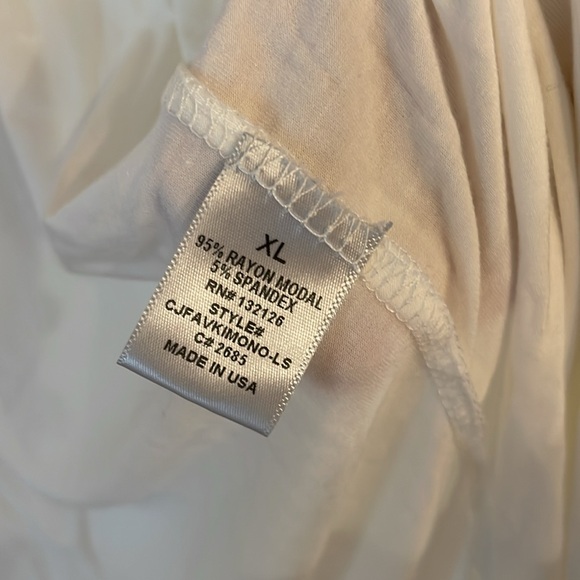 XL
95% RAYON MODAL
5% SPANDEX
RN# 132126
STYLE#
CJFAVKIMONO-LS
C# 2685
MADE IN USA